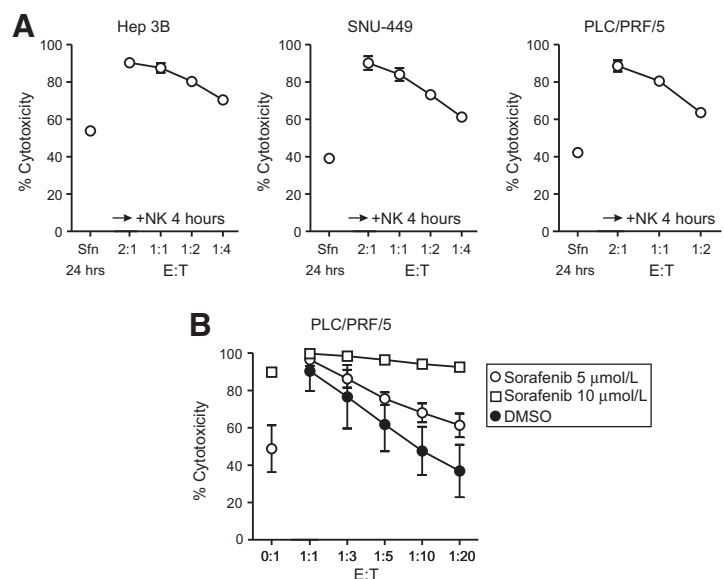 A
Hep 3B
SNU-449
PLC/PRF/5
% Cytotoxicity
100
80
60
40
80
0
→ +NK 4 hours
Sfn 2:1 1:1 1:2 1:4
24 hrs E:T
% Cytotoxicity
100
80
60
40
80
0
→ +NK 4 hours
Sfn 2:1 1:1 1:2 1:4
24 hrs E:T
% Cytotoxicity
100
80
60
40
80
0
→ +NK 4 hours
Sfn 2:1 1:1 1:2
24 hrs E:T
B
PLC/PRF/5
% Cytotoxicity
100
80
60
40
80
0
0:1 1:1 1:3 1:5 1:10 1:20
E:T
Sorafenib 5 μmol/L
Sorafenib 10 μmol/L
DMSO